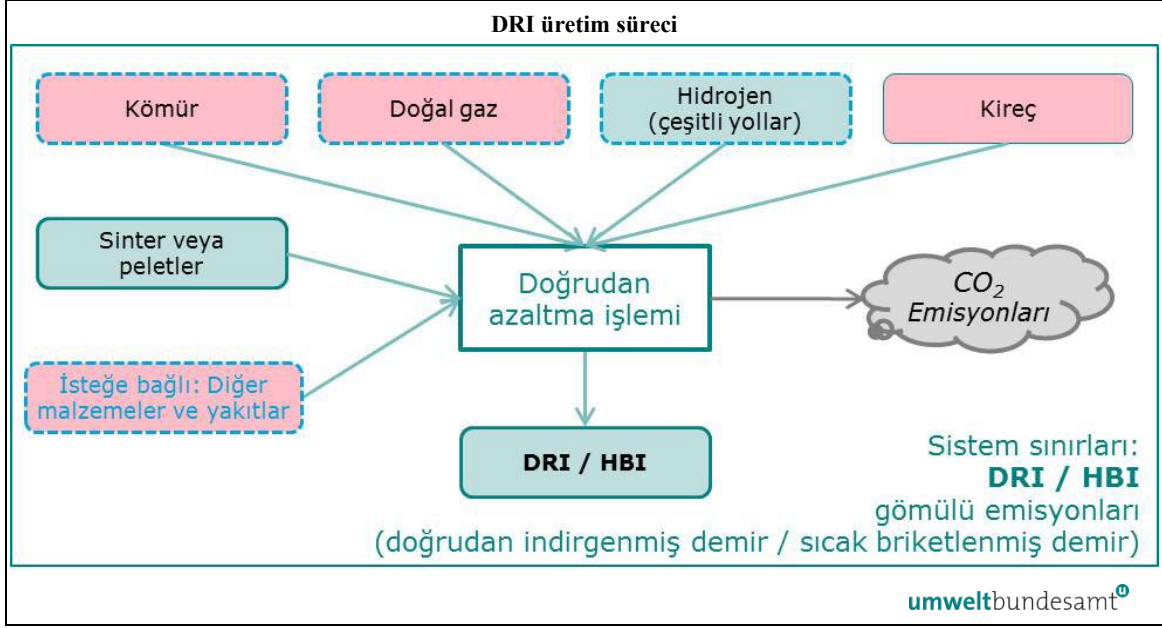 DRI üretim süreci
Kömür
Doğal gaz
Hidrojen
(çeşitli yollar)
Kireç
Sinter veya
peletler
Doğrudan
azaltma işlemi
CO₂
Emisyonları
İsteğe bağlı: Diğer
malzemeler ve yakıtlar
DRI / HBI
Sistem sınırları:
DRI / HBI
gömülü emisyonları
(doğrudan indirgenmiş demir / sıcak briketlenmiş demir)
umweltbundesamt